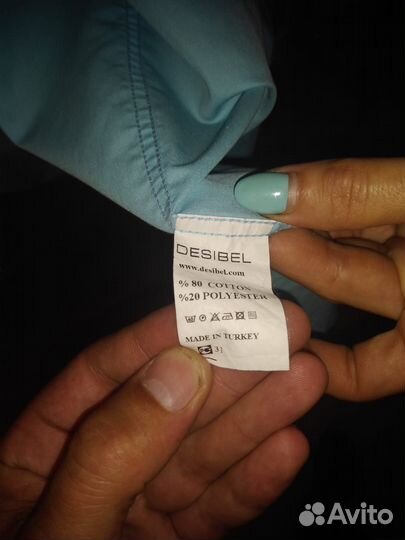 DESIBEL
www.desibel.com
% 80 COTTON
%20 POLYESTER
MADE IN TURKEY
Avito